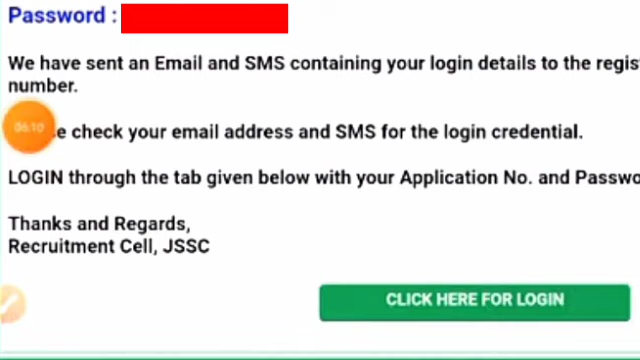 Password :
We have sent an Email and SMS containing your login details to the regis
number.
06:10
e check your email address and SMS for the login credential.
LOGIN through the tab given below with your Application No. and Passwo
Thanks and Regards,
Recruitment Cell, JSSC
CLICK HERE FOR LOGIN